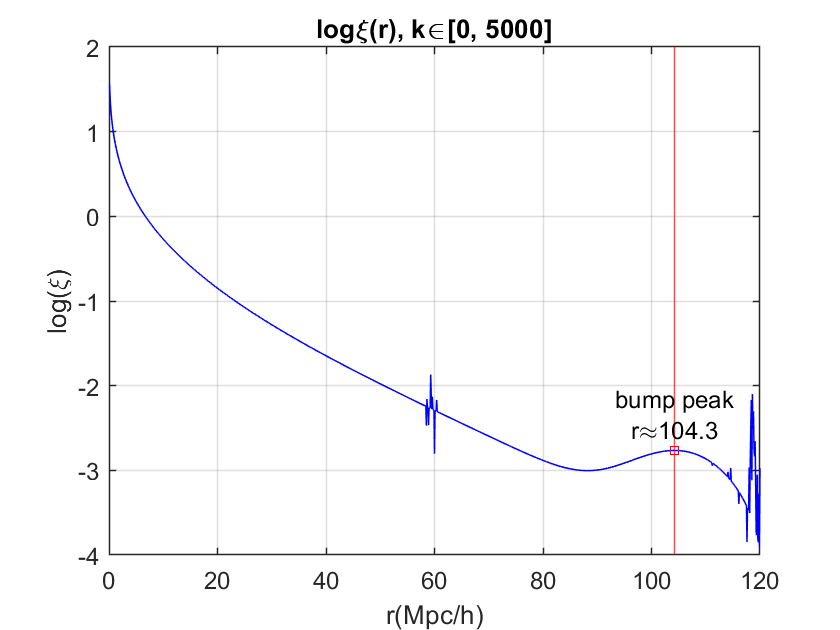 logξ(r), k∈[0, 5000]
2
1
0
-1
-2
-3
-4
log(ξ)
bump peak
r≈104.3
0 20 40 60 80 100 120
r(Mpc/h)